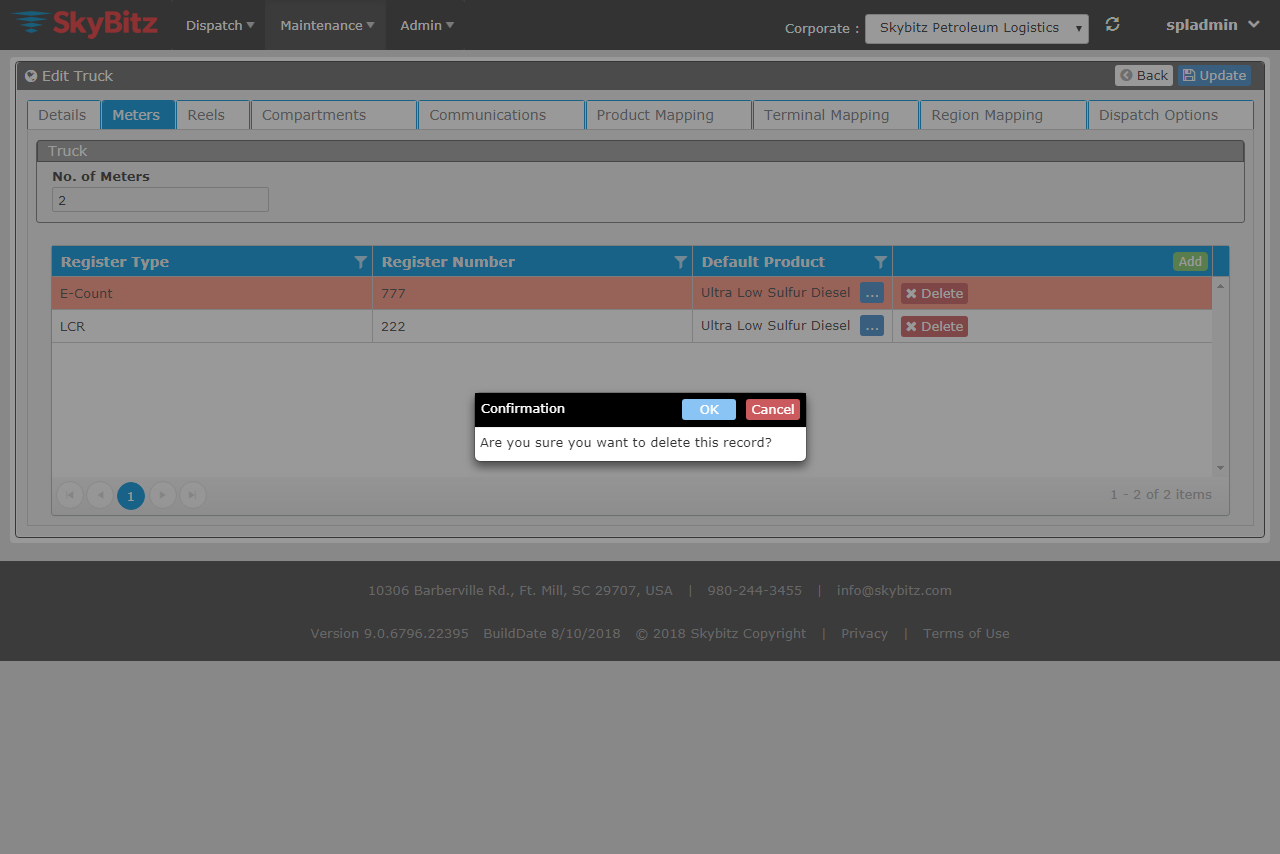 SkyBitz Dispatch Maintenance Admin Corporate : Skybitz Petroleum Logistics spladmin
Edit Truck Back Update
Details Meters Reels Compartments Communications Product Mapping Terminal Mapping Region Mapping Dispatch Options
Truck
No. of Meters
2
Register Type Register Number Default Product Add
E-Count 777 Ultra Low Sulfur Diesel ... Delete
LCR 222 Ultra Low Sulfur Diesel ... Delete
Confirmation OK Cancel
Are you sure you want to delete this record?
1 1 - 2 of 2 items
10306 Barberville Rd., Ft. Mill, SC 29707, USA | 980-244-3455 | info@skybitz.com
Version 9.0.6796.22395 BuildDate 8/10/2018 © 2018 Skybitz Copyright | Privacy | Terms of Use